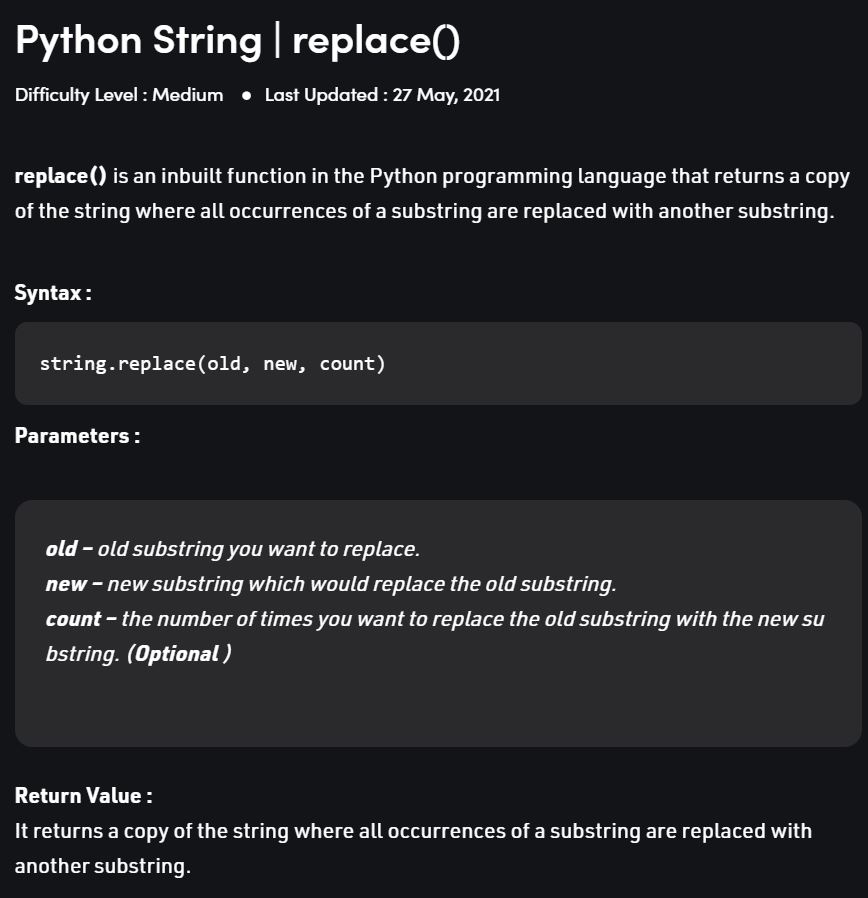 Python String | replace()
Difficulty Level : Medium ● Last Updated : 27 May, 2021
replace() is an inbuilt function in the Python programming language that returns a copy
of the string where all occurrences of a substring are replaced with another substring.
Syntax :
string.replace(old, new, count)
Parameters :
old – old substring you want to replace.
new – new substring which would replace the old substring.
count – the number of times you want to replace the old substring with the new su
bstring. (Optional )
Return Value :
It returns a copy of the string where all occurrences of a substring are replaced with
another substring.